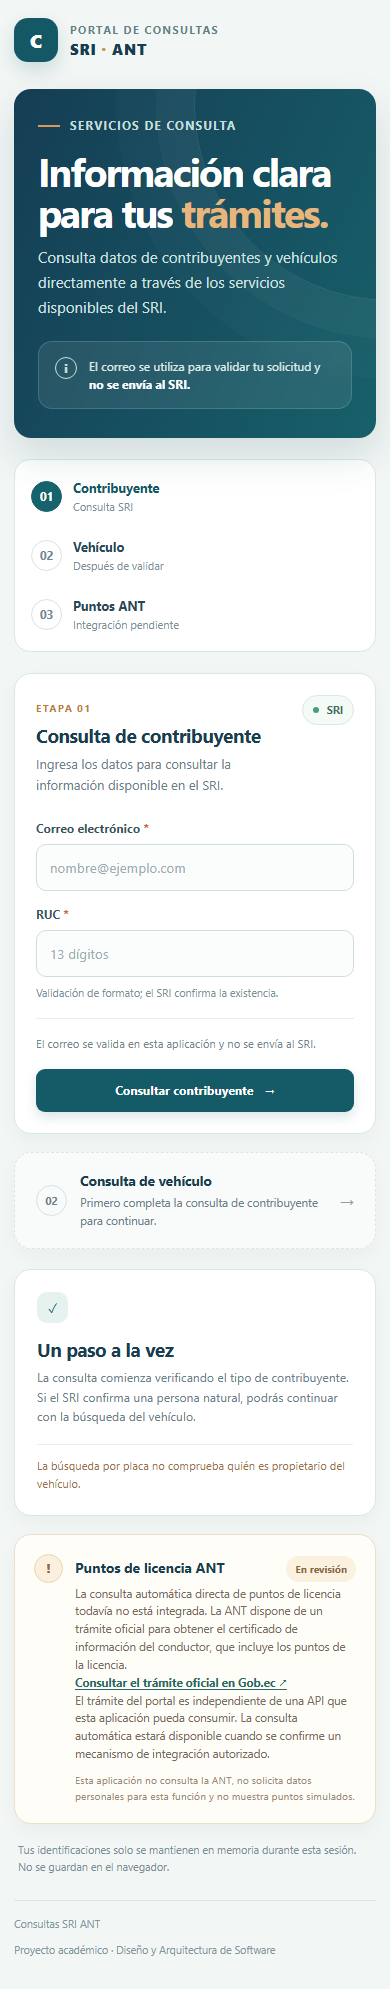 C
PORTAL DE CONSULTAS
SRI · ANT
SERVICIOS DE CONSULTA
Información clara
para tus trámites.
Consulta datos de contribuyentes y vehículos
directamente a través de los servicios
disponibles del SRI.
i
El correo se utiliza para validar tu solicitud y
no se envía al SRI.
01
Contribuyente
Consulta SRI
02
Vehículo
Después de validar
03
Puntos ANT
Integración pendiente
ETAPA 01
SRI
Consulta de contribuyente
Ingresa los datos para consultar la
información disponible en el SRI.
Correo electrónico *
nombre@ejemplo.com
RUC *
13 dígitos
Validación de formato; el SRI confirma la existencia.
El correo se valida en esta aplicación y no se envía al SRI.
Consultar contribuyente →
02
Consulta de vehículo
Primero completa la consulta de contribuyente
para continuar.
→
✓
Un paso a la vez
La consulta comienza verificando el tipo de contribuyente.
Si el SRI confirma una persona natural, podrás continuar
con la búsqueda del vehículo.
La búsqueda por placa no comprueba quién es propietario del
vehículo.
!
Puntos de licencia ANT
En revisión
La consulta automática directa de puntos de licencia
todavía no está integrada. La ANT dispone de un
trámite oficial para obtener el certificado de
información del conductor, que incluye los puntos de
la licencia.
Consultar el trámite oficial en Gob.ec ↗
El trámite del portal es independiente de una API que
esta aplicación pueda consumir. La consulta
automática estará disponible cuando se confirme un
mecanismo de integración autorizado.
Esta aplicación no consulta la ANT, no solicita datos
personales para esta función y no muestra puntos simulados.
Tus identificaciones solo se mantienen en memoria durante esta sesión.
No se guardan en el navegador.
Consultas SRI ANT
Proyecto académico · Diseño y Arquitectura de Software